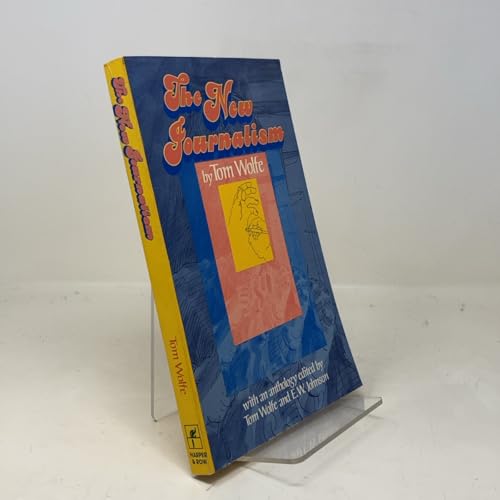 The New
Journalism
by Tom Wolfe
with an anthology edited by
Tom Wolfe and E.W. Johnson
The New Journalism
Tom Wolfe
HARPER
& ROW